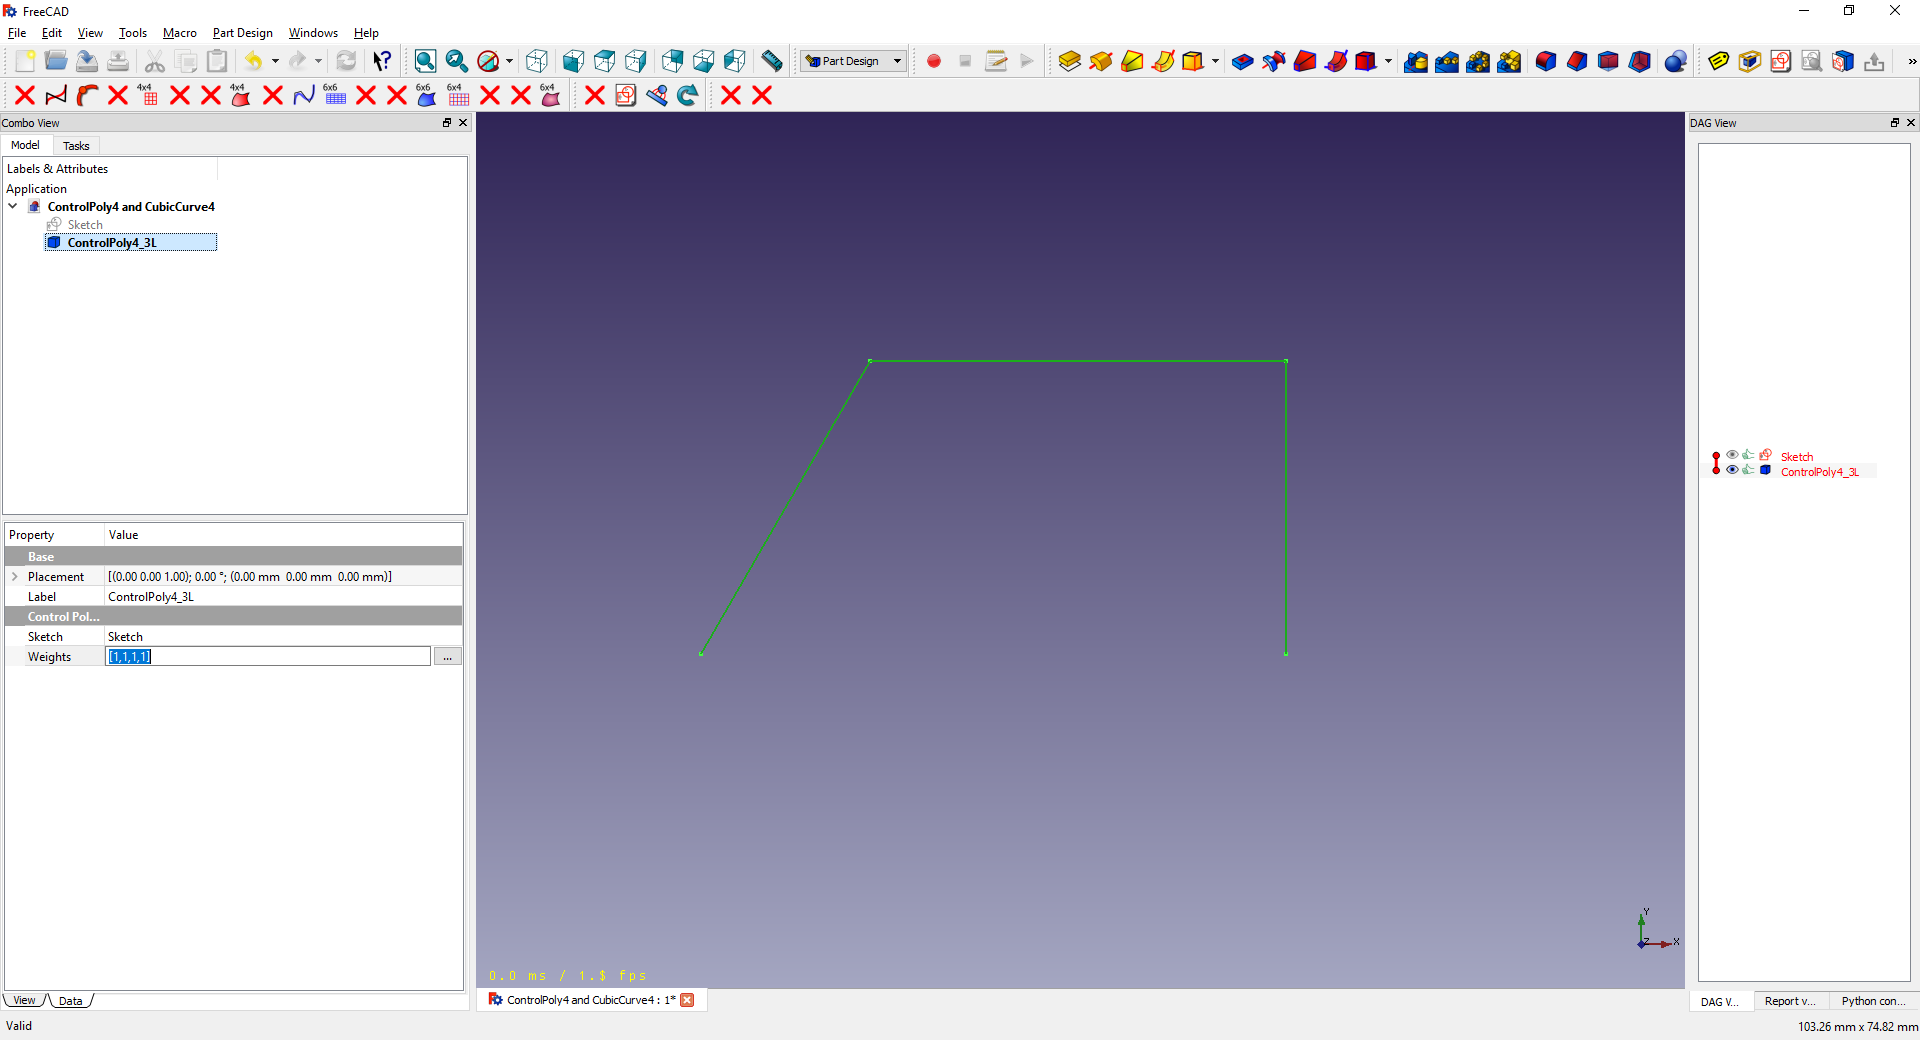 FreeCAD
File Edit View Tools Macro Part Design Windows Help
Part Design
4x4 4x4 6x6 6x6 6x4 6x4
Combo View
Model Tasks
Labels & Attributes
Application
ControlPoly4 and CubicCurve4
Sketch
ControlPoly4_3L
Property Value
Base
Placement [(0.00 0.00 1.00); 0.00 °; (0.00 mm 0.00 mm 0.00 mm)]
Label ControlPoly4_3L
Control Pol...
Sketch Sketch
Weights [1,1,1,1] ...
View Data
Valid
0.0 ms / 1.$ fps
Y
Z X
ControlPoly4 and CubicCurve4 : 1*
DAG View
Sketch
ControlPoly4_3L
DAG V... Report v... Python con...
103.26 mm x 74.82 mm